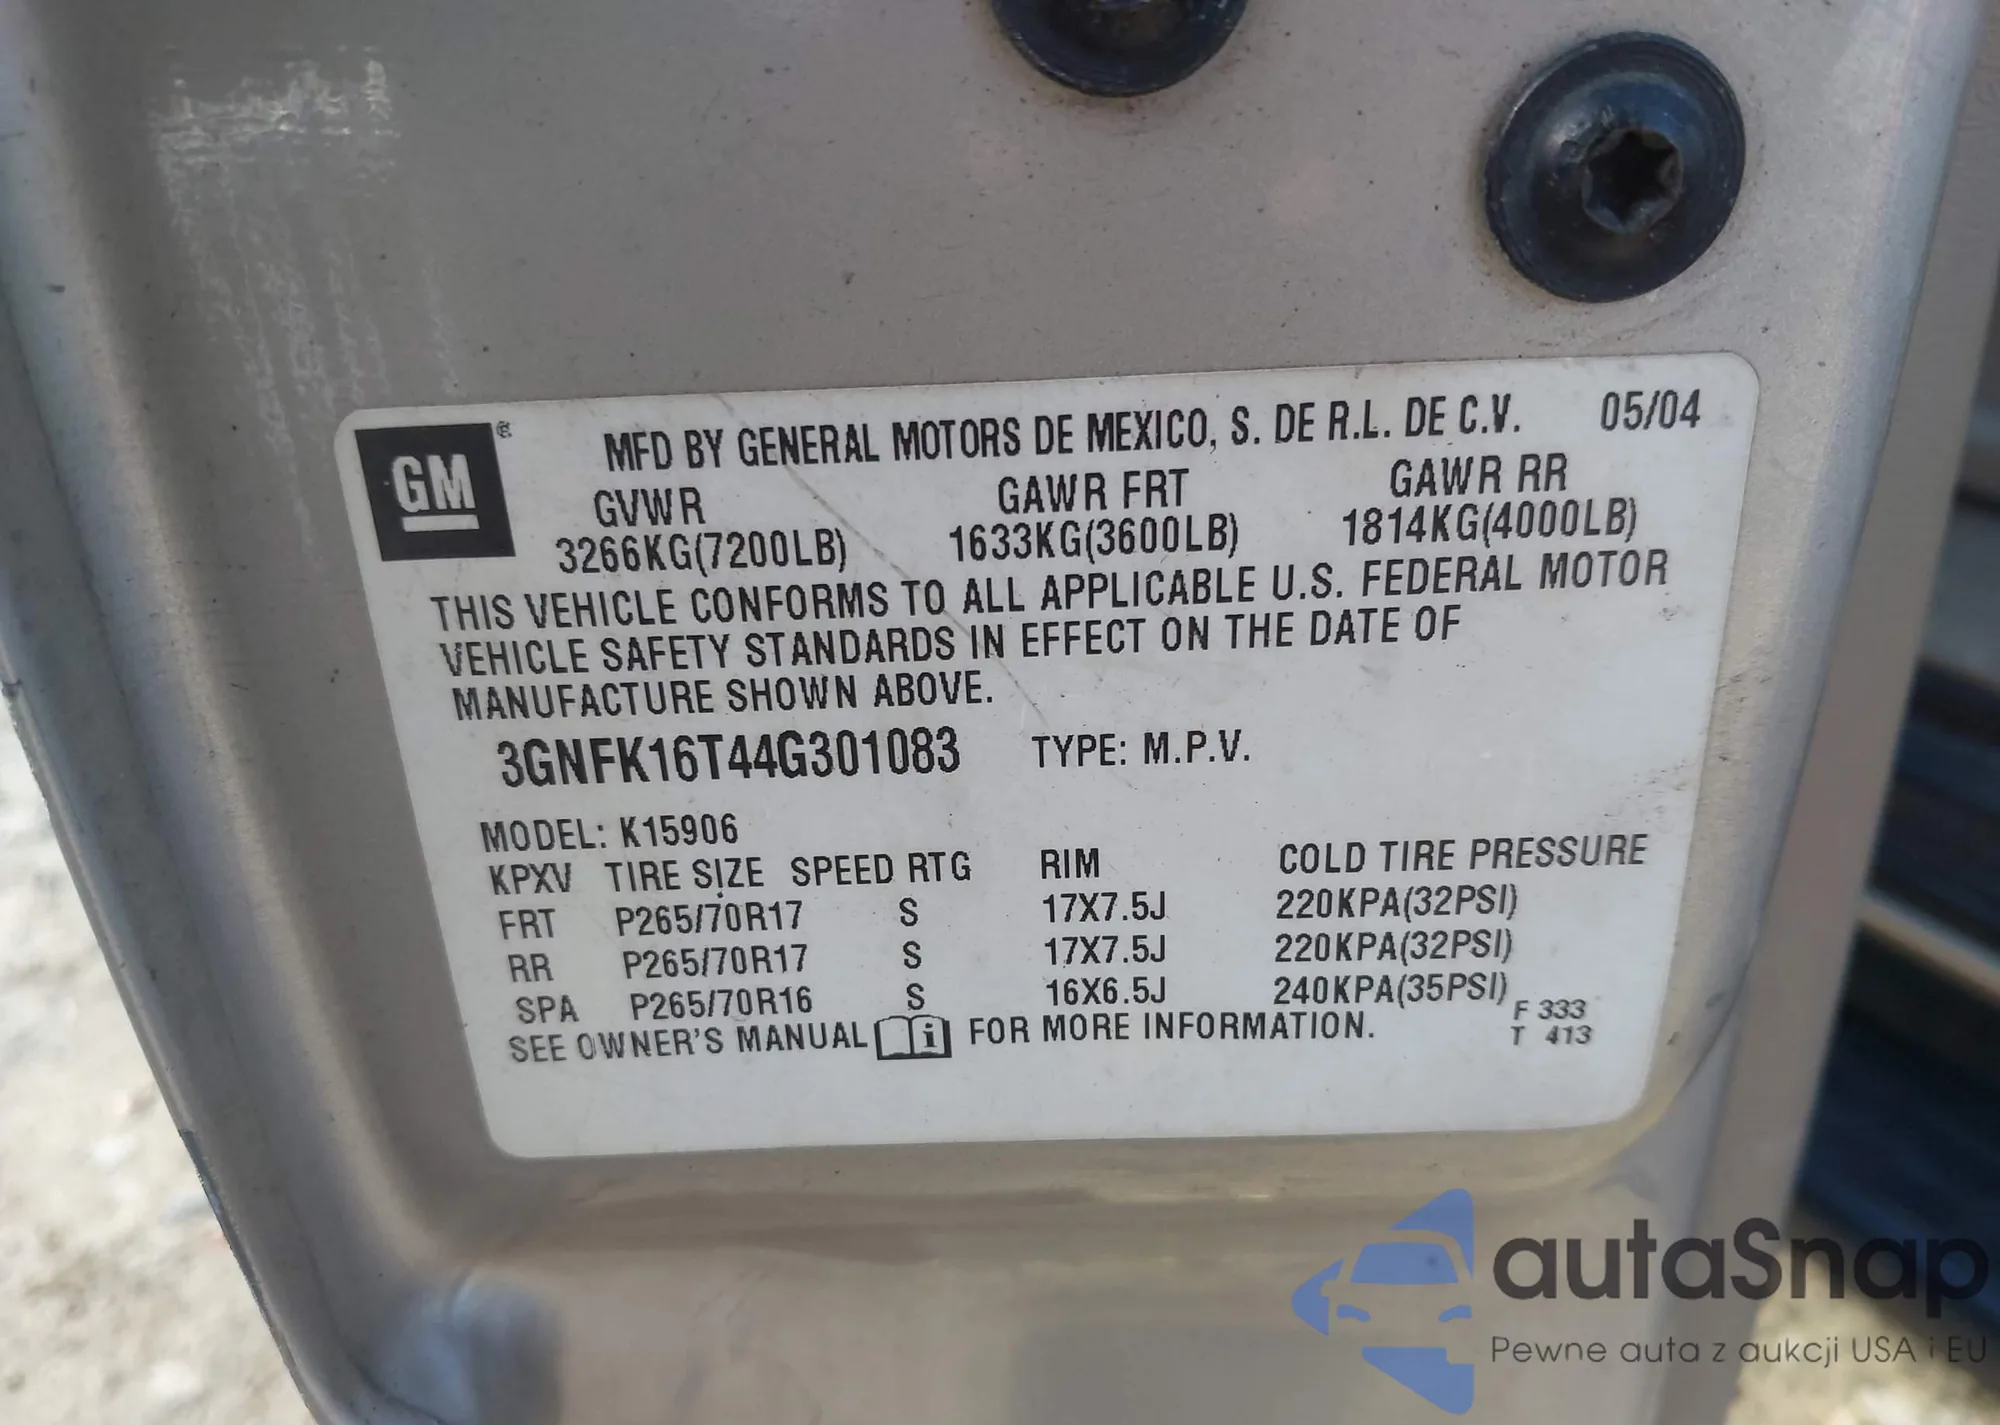 GM ®
MFD BY GENERAL MOTORS DE MEXICO, S. DE R.L. DE C.V. 05/04
GVWR GAWR FRT GAWR RR
3266KG(7200LB) 1633KG(3600LB) 1814KG(4000LB)
THIS VEHICLE CONFORMS TO ALL APPLICABLE U.S. FEDERAL MOTOR
VEHICLE SAFETY STANDARDS IN EFFECT ON THE DATE OF
MANUFACTURE SHOWN ABOVE.
3GNFK16T44G301083 TYPE: M.P.V.
MODEL: K15906
KPXV TIRE SIZE SPEED RTG RIM COLD TIRE PRESSURE
FRT P265/70R17 S 17X7.5J 220KPA(32PSI)
RR P265/70R17 S 17X7.5J 220KPA(32PSI)
SPA P265/70R16 S 16X6.5J 240KPA(35PSI)
SEE OWNER'S MANUAL i FOR MORE INFORMATION.
F 333
T 413
autaSnap
Pewne auta z aukcji USA i EU